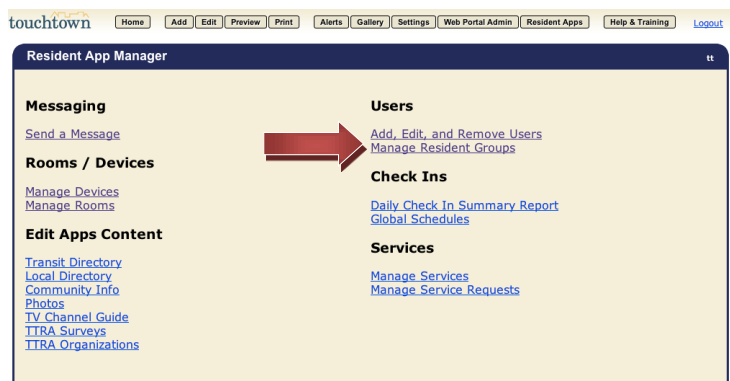 touchtown Home Add Edit Preview Print Alerts Gallery Settings Web Portal Admin Resident Apps Help & Training Logout
Resident App Manager tt
Messaging
Send a Message
Rooms / Devices
Manage Devices
Manage Rooms
Edit Apps Content
Transit Directory
Local Directory
Community Info
Photos
TV Channel Guide
TTRA Surveys
TTRA Organizations
Users
Add, Edit, and Remove Users
Manage Resident Groups
Check Ins
Daily Check In Summary Report
Global Schedules
Services
Manage Services
Manage Service Requests